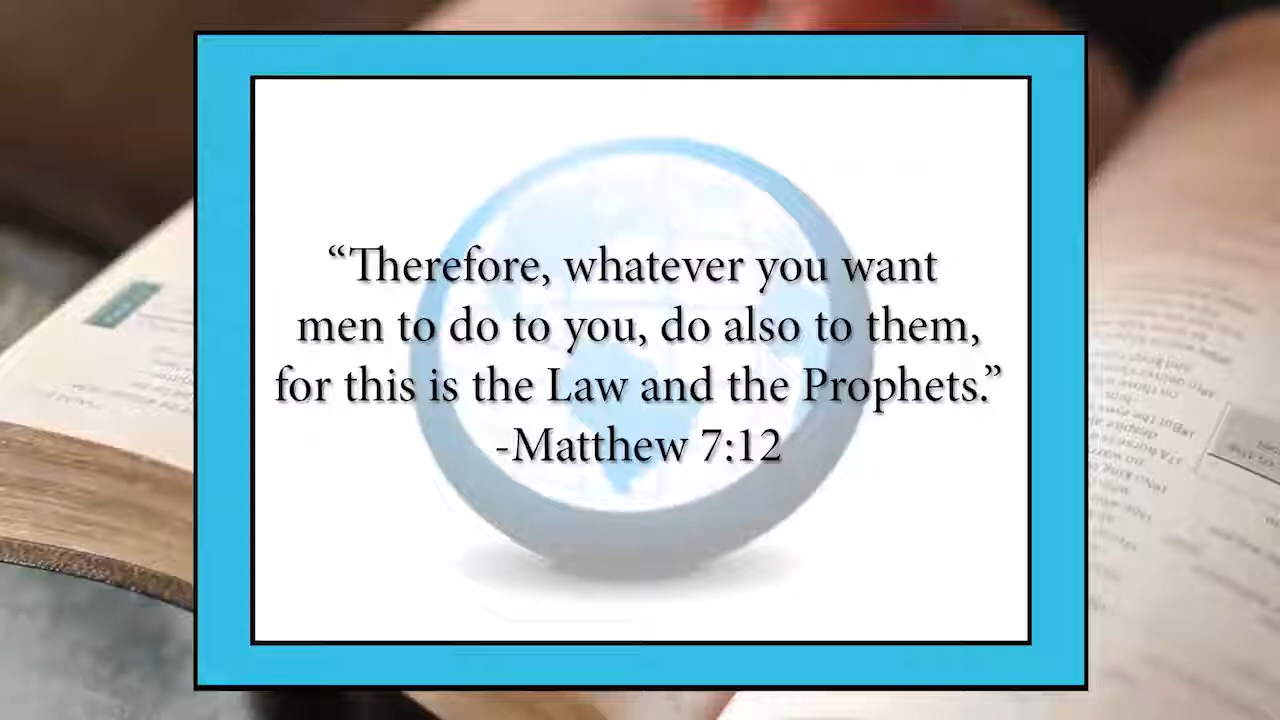 “Therefore, whatever you want
men to do to you, do also to them,
for this is the Law and the Prophets.”
-Matthew 7:12